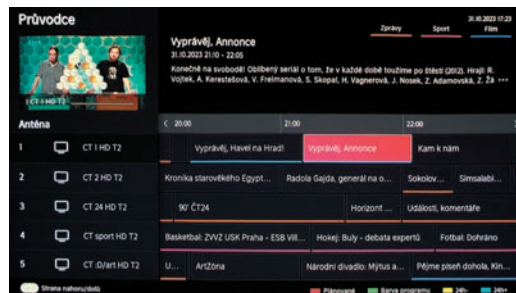 Průvodce
31.10.2023 17:23
Zprávy
Sport
Film
Vyprávěj, Annonce
31.10.2023 21:10 - 22:05
Konečně na svobodě! Oblíbený seriál o tom, že v každé době toužíme po štěstí (2012). Hrají: R.
Vojtek, A. Kerestešová, V. Freimanová, S. Skopal, H. Vagnerová, J. Nosek, Z. Adamovská, Z. Žá •••
1 CT 1 HD T2
Anténa
< 20:00
21:00
22:00
1 CT 1 HD T2 Vyprávěj, Havel na Hrad! Vyprávěj, Annonce Kam k nám
2 CT 2 HD T2 Kronika starověkého Egypt... Radola Gajda, generál na o... Sokolov... Simsalabi...
3 CT 24 HD T2 90' ČT24 Horizont ... Události, komentáře
4 CT sport HD T2 Basketbal: ZVVZ USK Praha - ESB Vill... Hokej: Buly - debata expertů Fotbal: Dohráno
5 CT :D/art HD T2 U... ArtZóna Národní divadlo: Mýtus a... Pějme píseň dohola, Kin...
Strana nahoru/dolů
Plánované
Barva programu
24h-
24h+